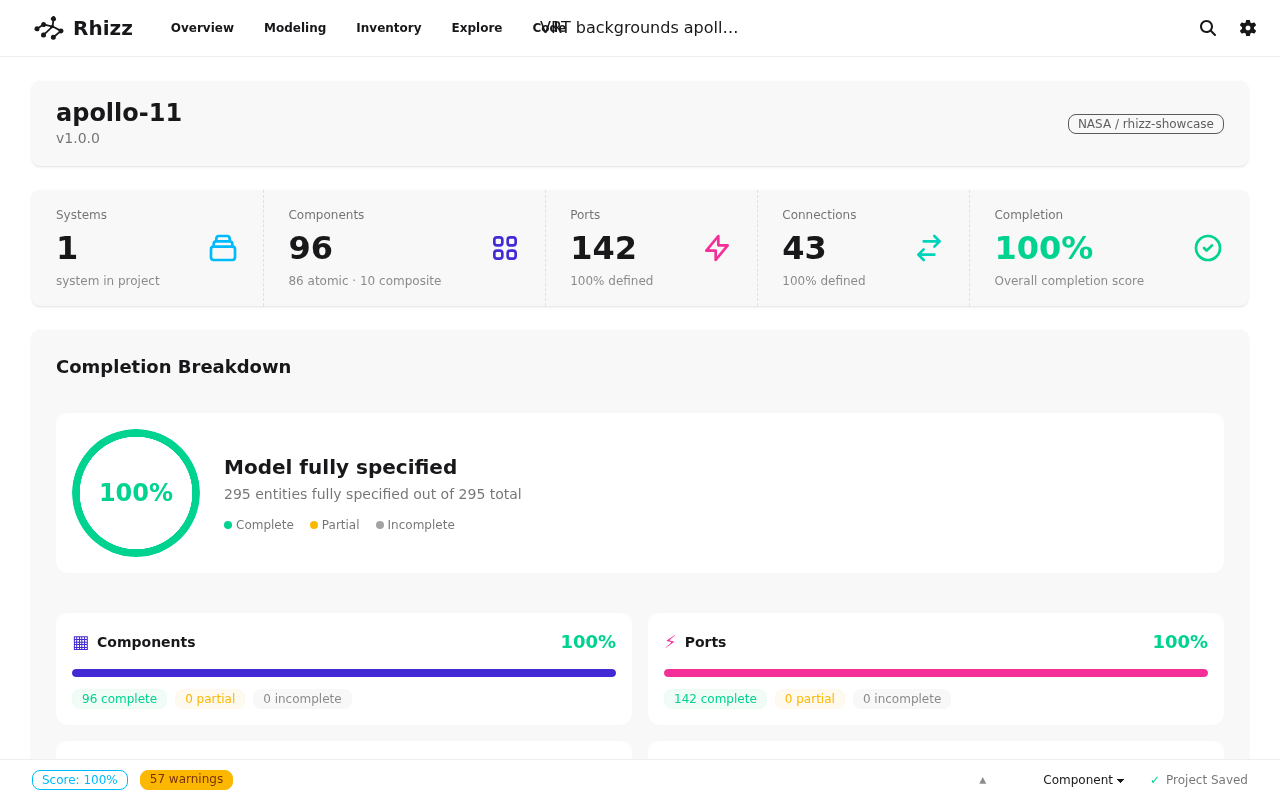 Rhizz
Overview Modeling Inventory Explore Code VRT backgrounds apoll...
apollo-11
v1.0.0
NASA / rhizz-showcase
Systems Components Ports Connections Completion
1 96 142 43 100%
system in project 86 atomic · 10 composite 100% defined 100% defined Overall completion score
Completion Breakdown
100%
Model fully specified
295 entities fully specified out of 295 total
Complete Partial Incomplete
Components 100%
96 complete 0 partial 0 incomplete
Ports 100%
142 complete 0 partial 0 incomplete
Score: 100% 57 warnings ▲ Component ✓ Project Saved